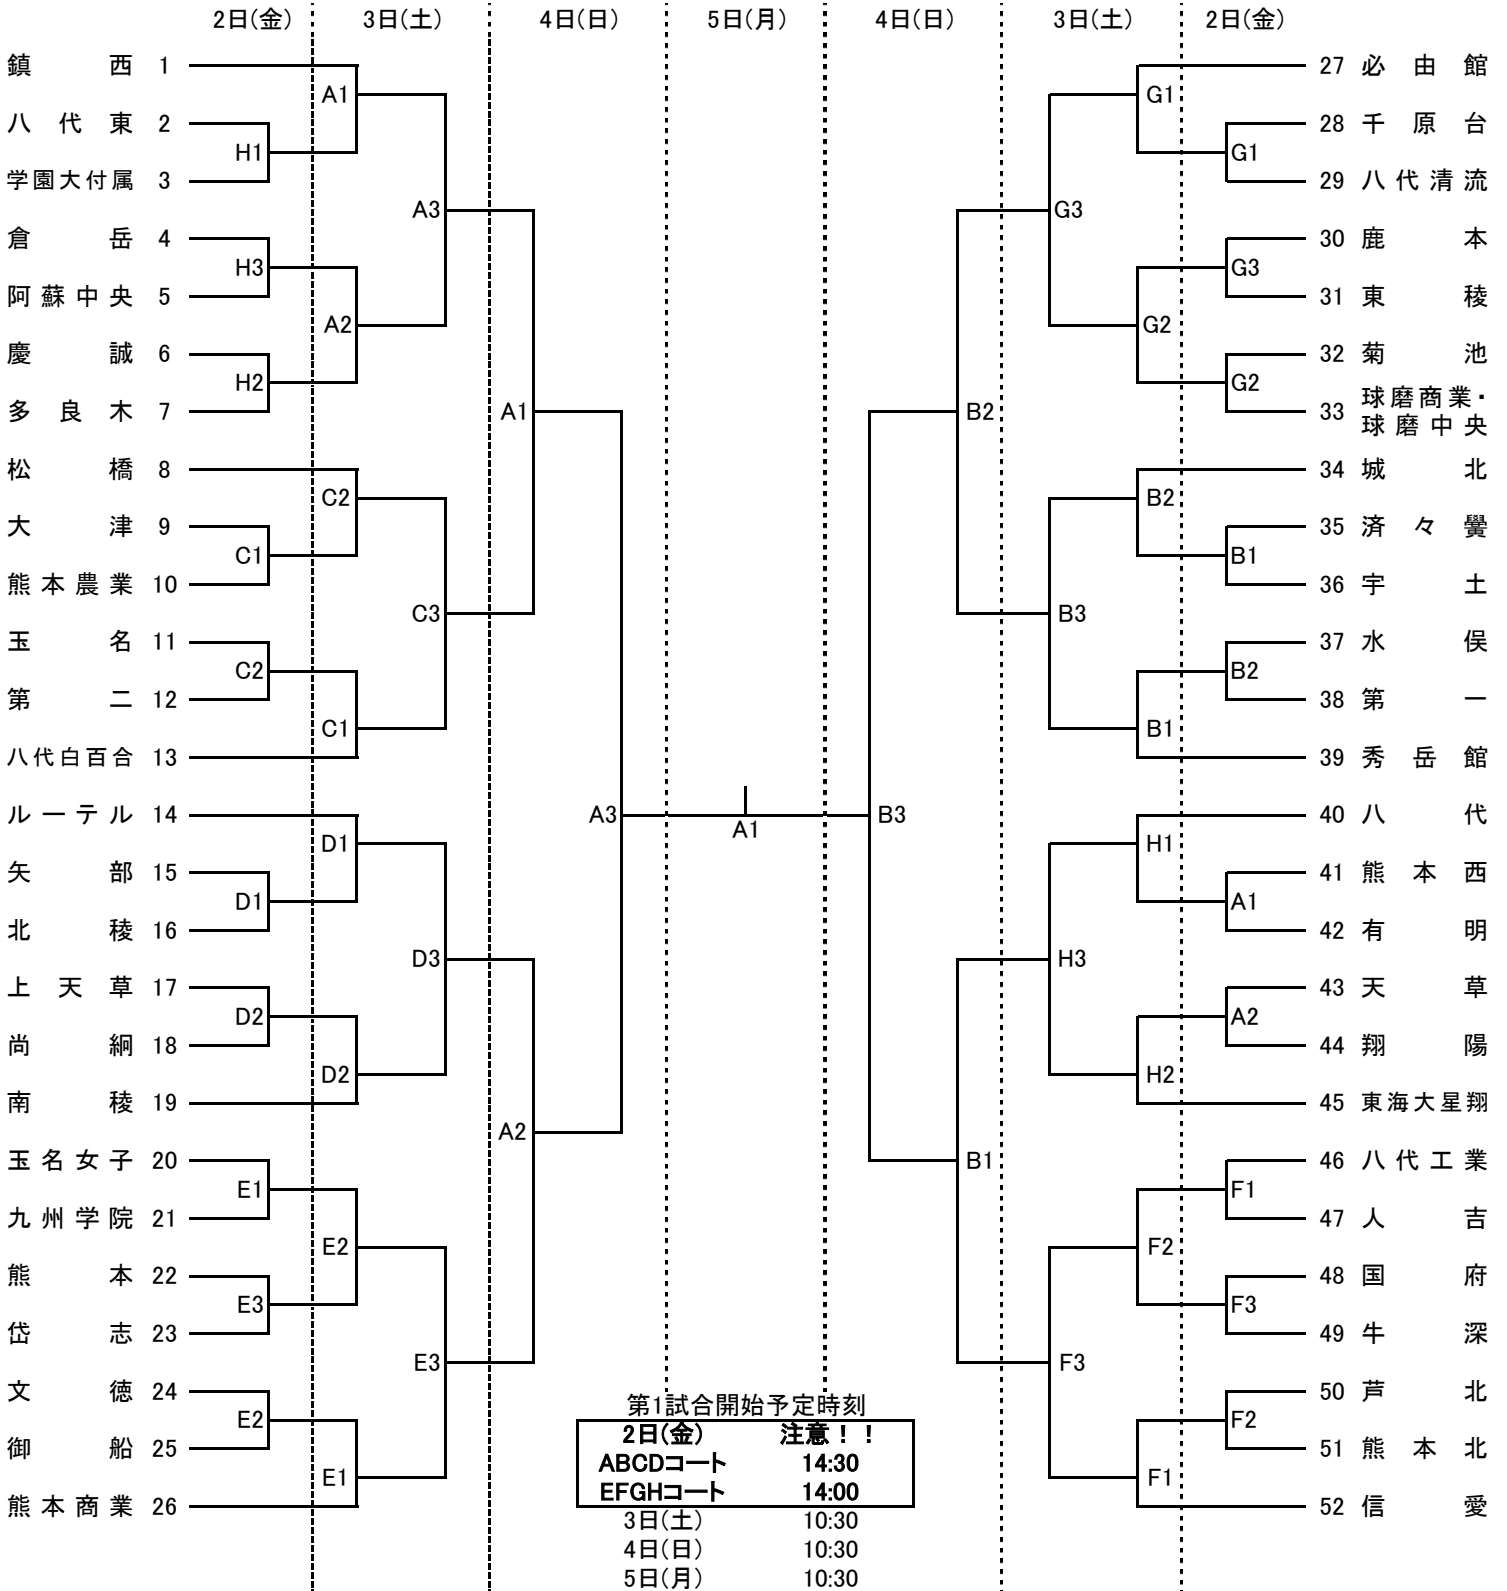 2日(金) 3日(土) 4日(日) 5日(月) 4日(日) 3日(土) 2日(金)
鎮西 1
八代東 2
学園大付属 3
倉岳 4
阿蘇中央 5
慶誠 6
多良木 7
松橋 8
大津 9
熊本農業 10
玉名 11
第二 12
八代白百合 13
ルーテル 14
矢部 15
北稜 16
上天草 17
尚絅 18
南稜 19
玉名女子 20
九州学院 21
熊本 22
岱志 23
文徳 24
御船 25
熊本商業 26
H1
H3
H2
C1
C2
D1
D2
E1
E3
E2
A1
A2
C2
C1
D1
D2
E2
E1
A3
C3
D3
E3
A1
A2
A3
A1
B3
B2
B1
G3
B3
H3
F3
G1
G2
B2
B1
H1
H2
F2
F1
G1
G3
G2
B1
B2
A1
A2
F1
F3
F2
27 必由館
28 千原台
29 八代清流
30 鹿本
31 東稜
32 菊池
33 球磨商業・
球磨中央
34 城北
35 済々黌
36 宇土
37 水俣
38 第一
39 秀岳館
40 八代
41 熊本西
42 有明
43 天草
44 翔陽
45 東海大星翔
46 八代工業
47 人吉
48 国府
49 牛深
50 芦北
51 熊本北
52 信愛
第1試合開始予定時刻
2日(金) 注意！！
ABCDコート 14:30
EFGHコート 14:00
3日(土) 10:30
4日(日) 10:30
5日(月) 10:30